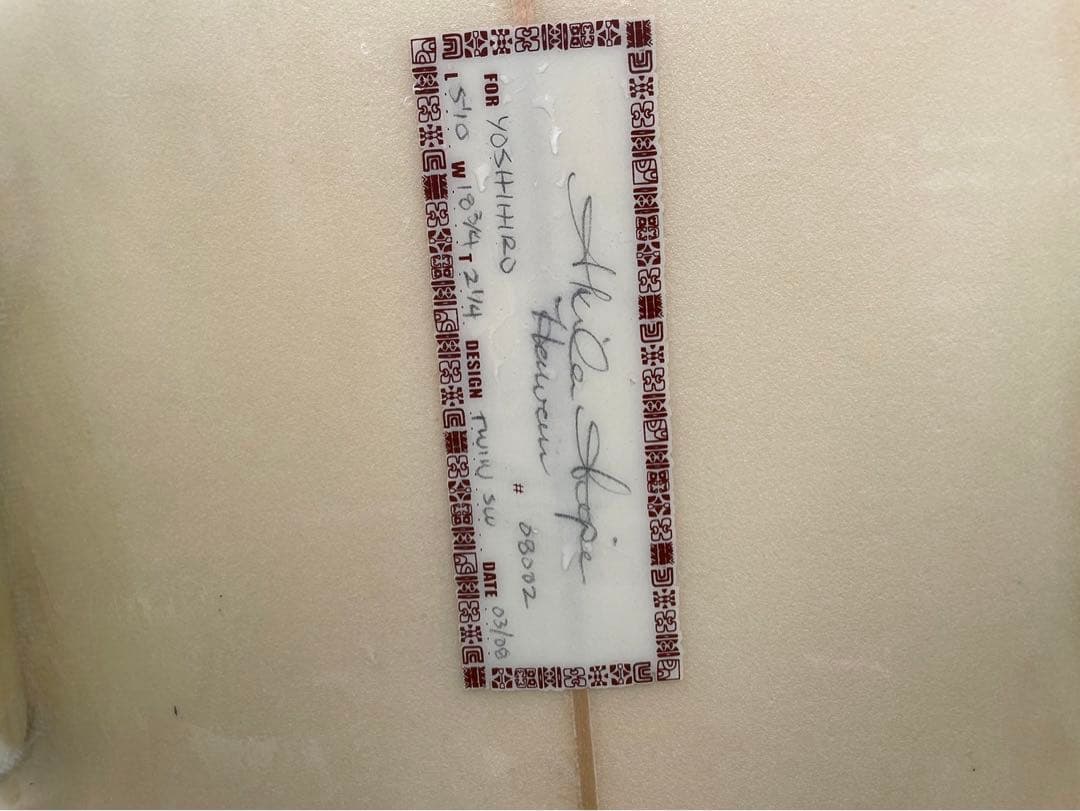 Akila Aipa
Hawaii
# 08002
FOR YOSHIHIRO
L 5'10 W 18 3/4 T 2 1/4 DESIGN TWIN SW DATE 03/08